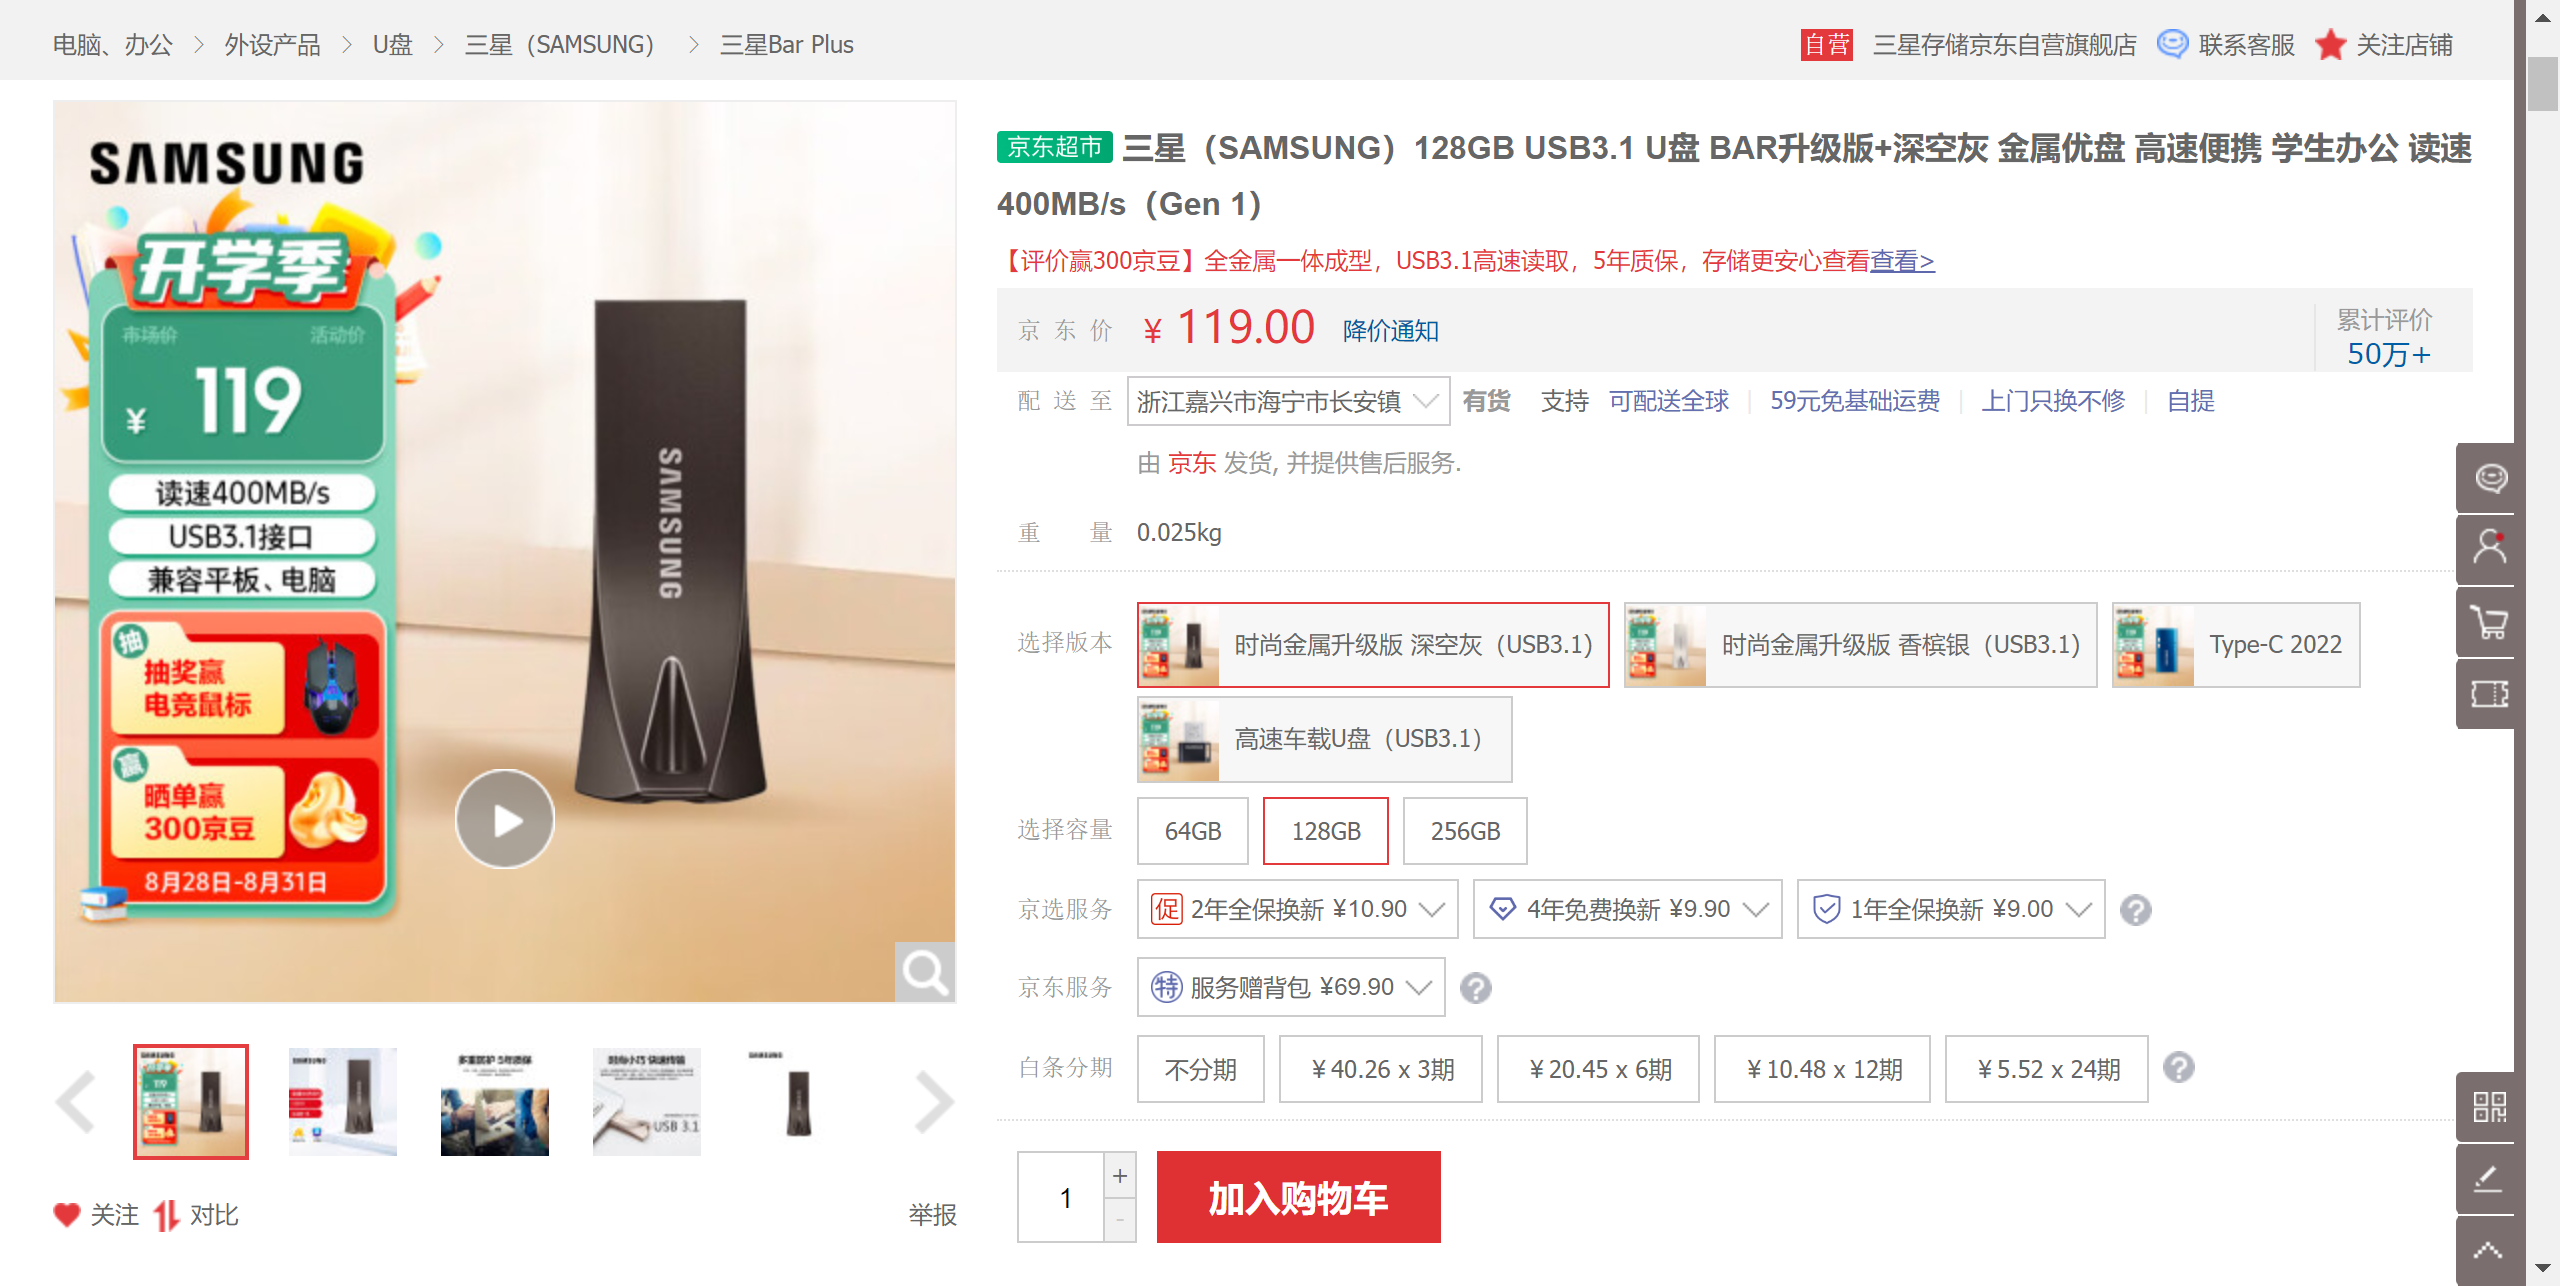 电脑、办公 > 外设产品 > U盘 > 三星（SAMSUNG） > 三星Bar Plus
自营 三星存储京东自营旗舰店 联系客服 关注店铺
SAMSUNG
开学季
市场价 活动价
¥ 119
读速400MB/s
USB3.1接口
兼容平板、电脑
抽
抽奖赢
电竞鼠标
赢
晒单赢
300京豆
8月28日-8月31日
SAMSUNG
关注 对比 举报
京东超市 三星（SAMSUNG）128GB USB3.1 U盘 BAR升级版+深空灰 金属优盘 高速便携 学生办公 读速
400MB/s（Gen 1）
【评价赢300京豆】全金属一体成型，USB3.1高速读取，5年质保，存储更安心查看查看>
京东价 ￥ 119.00 降价通知
累计评价
50万+
配送至 浙江嘉兴市海宁市长安镇 有货 支持 可配送全球 59元免基础运费 上门只换不修 自提
由 京东 发货, 并提供售后服务.
重量 0.025kg
选择版本 时尚金属升级版 深空灰（USB3.1） 时尚金属升级版 香槟银（USB3.1） Type-C 2022
高速车载U盘（USB3.1）
选择容量 64GB 128GB 256GB
京选服务 促 2年全保换新 ¥10.90 4年免费换新 ¥9.90 1年全保换新 ¥9.00 ?
京东服务 特 服务赠背包 ¥69.90 ?
白条分期 不分期 ￥40.26 x 3期 ￥20.45 x 6期 ￥10.48 x 12期 ￥5.52 x 24期 ?
1 + -
加入购物车